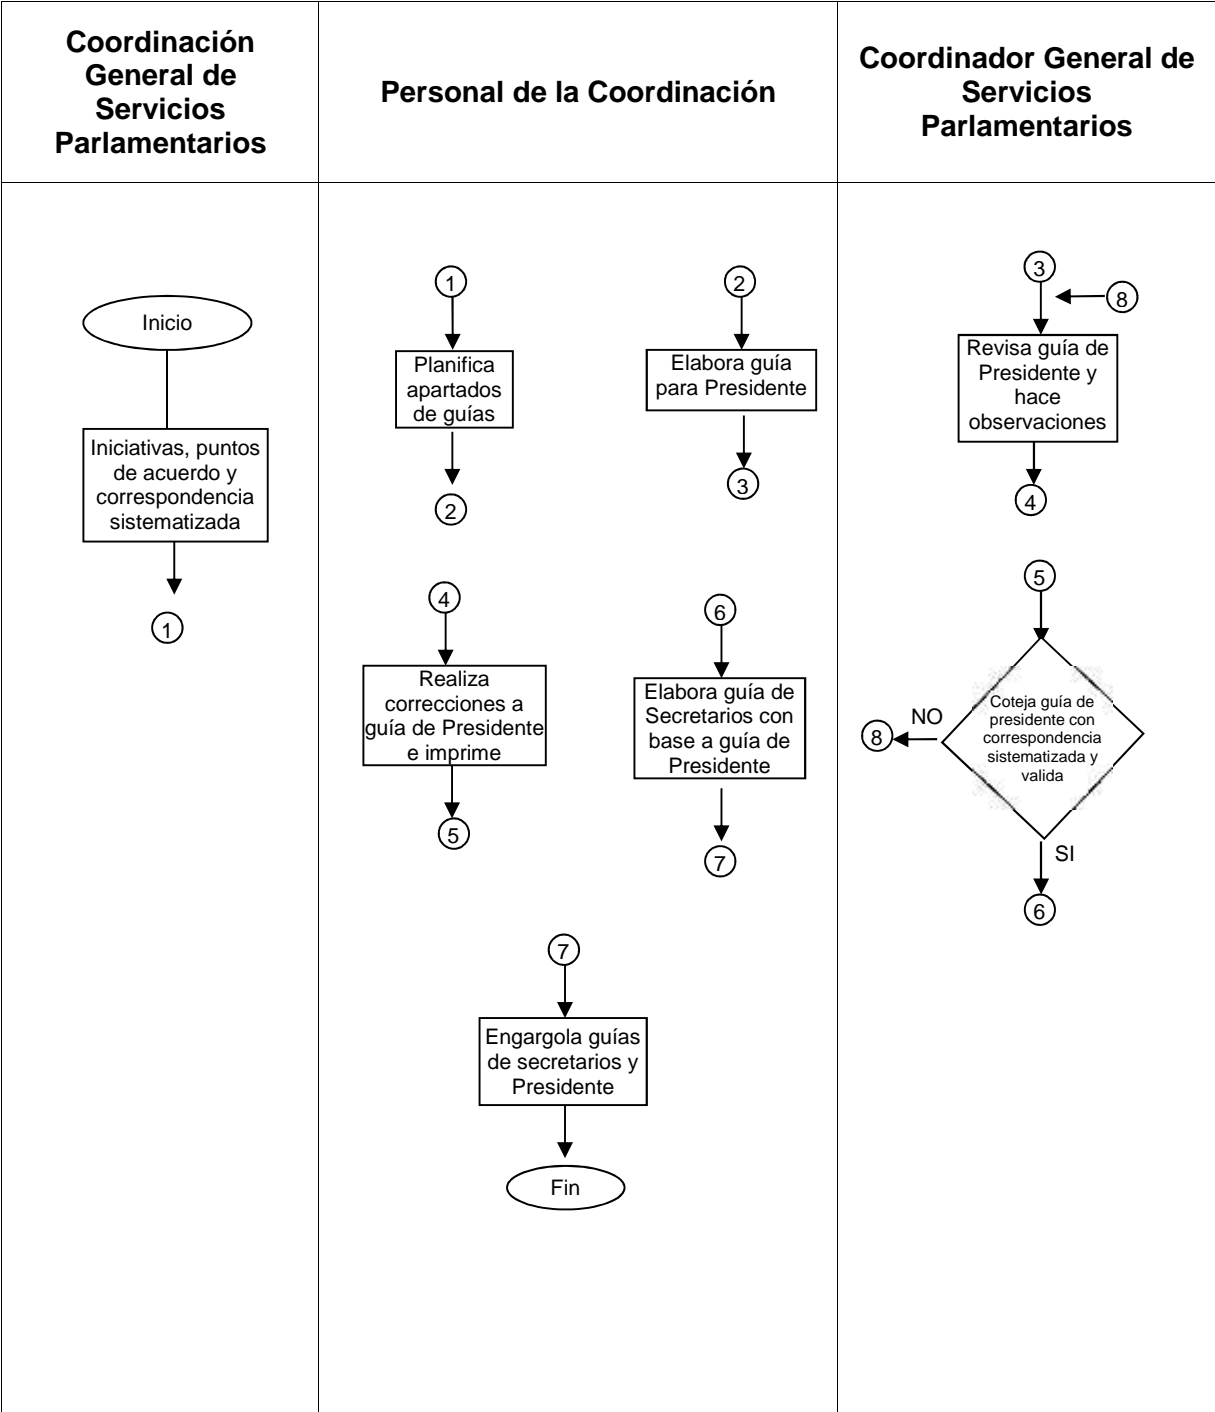 Coordinación
General de
Servicios
Parlamentarios
Personal de la Coordinación
Coordinador General de
Servicios
Parlamentarios
Inicio
Iniciativas, puntos
de acuerdo y
correspondencia
sistematizada
1
1
Planifica
apartados
de guías
2
2
Elabora guía
para Presidente
3
4
Realiza
correcciones a
guía de Presidente
e imprime
5
6
Elabora guía de
Secretarios con
base a guía de
Presidente
7
7
Engargola guías
de secretarios y
Presidente
Fin
3
8
Revisa guía de
Presidente y
hace
observaciones
4
5
Coteja guía de
presidente con
correspondencia
sistematizada y
valida
NO
8
SI
6